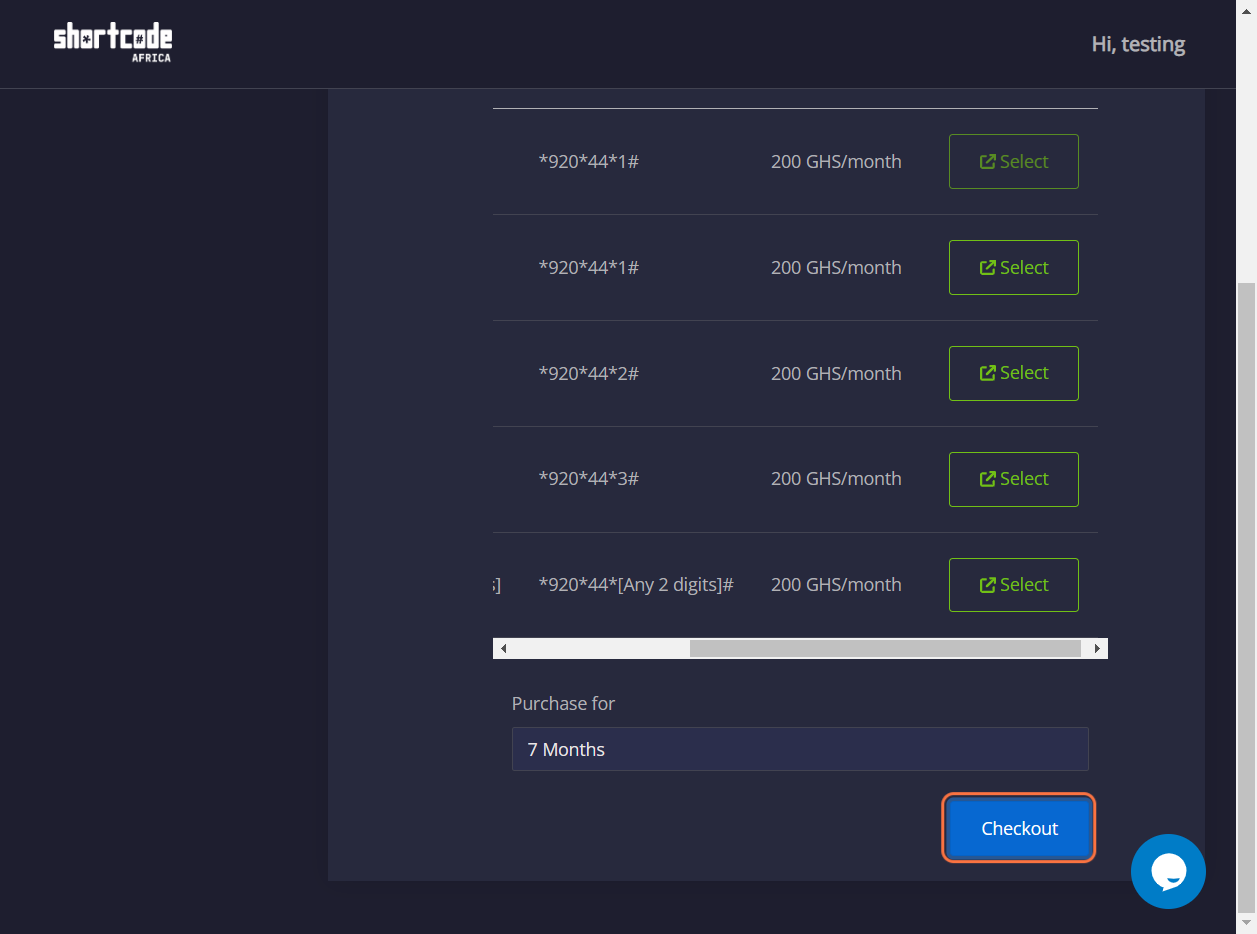 shortcode
AFRICA
Hi, testing
*920*44*1# 200 GHS/month Select
*920*44*1# 200 GHS/month Select
*920*44*2# 200 GHS/month Select
*920*44*3# 200 GHS/month Select
s] *920*44*[Any 2 digits]# 200 GHS/month Select
Purchase for
7 Months
Checkout